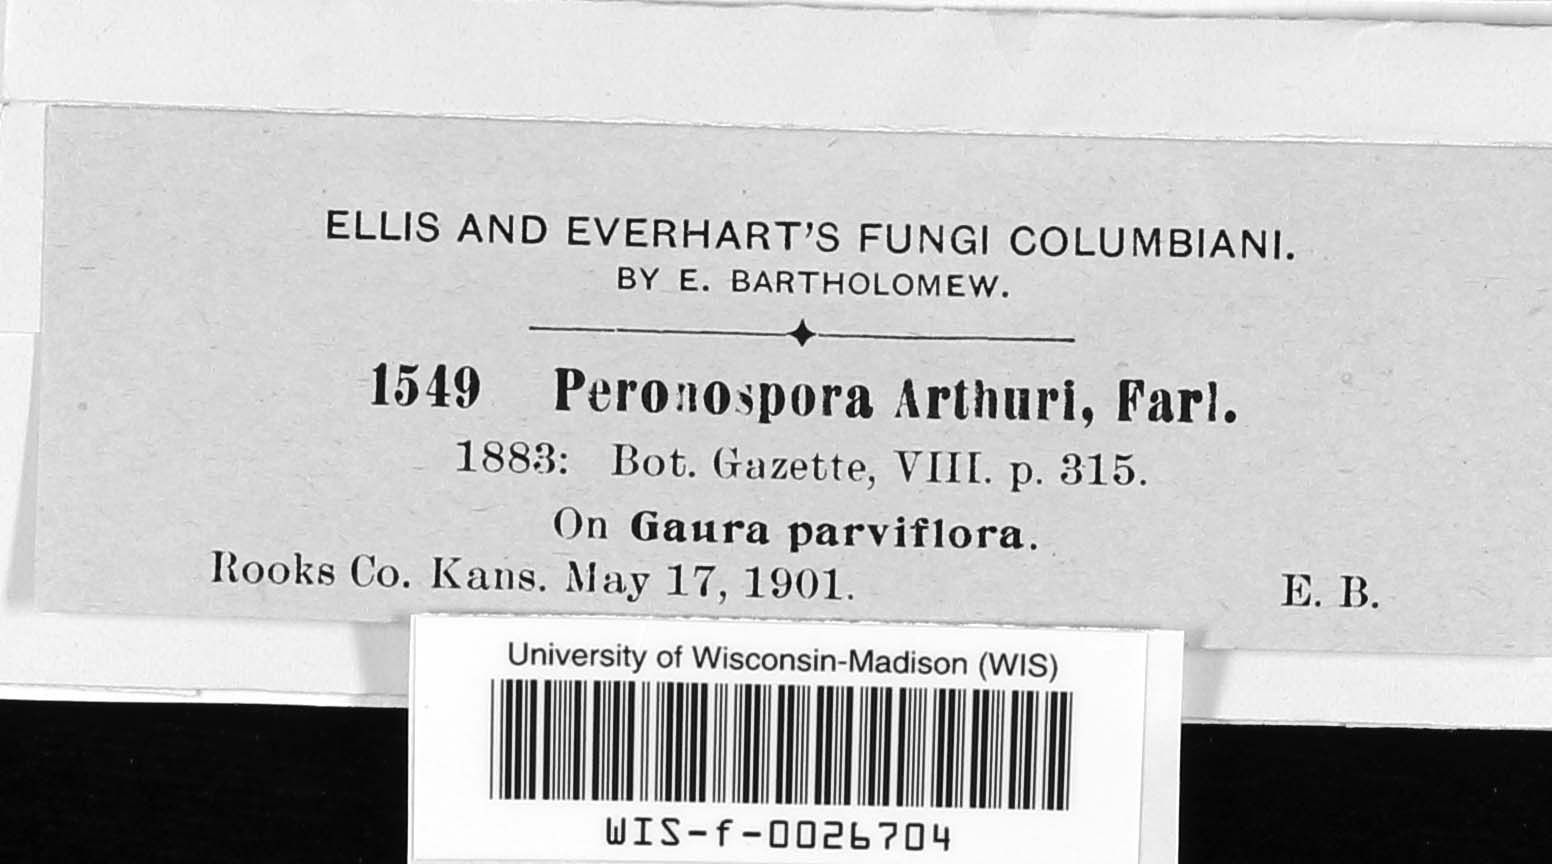 ELLIS AND EVERHART'S FUNGI COLUMBIANI.
BY E. BARTHOLOMEW.
1549 Peronospora Arthuri, Farl.
1883: Bot. Gazette, VIII. p. 315.
On Gaura parviflora.
Rooks Co. Kans. May 17, 1901. E. B.
University of Wisconsin-Madison (WIS)
WIS-f-0026704